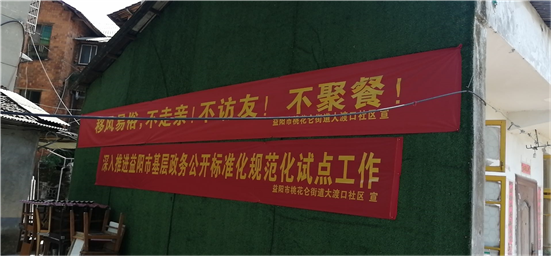 移风易俗，不走亲！不访友！不聚餐！
益阳市桃花仑街道大渡口社区 宣
深入推进益阳市基层政务公开标准化规范化试点工作
益阳市桃花仑街道大渡口社区 宣